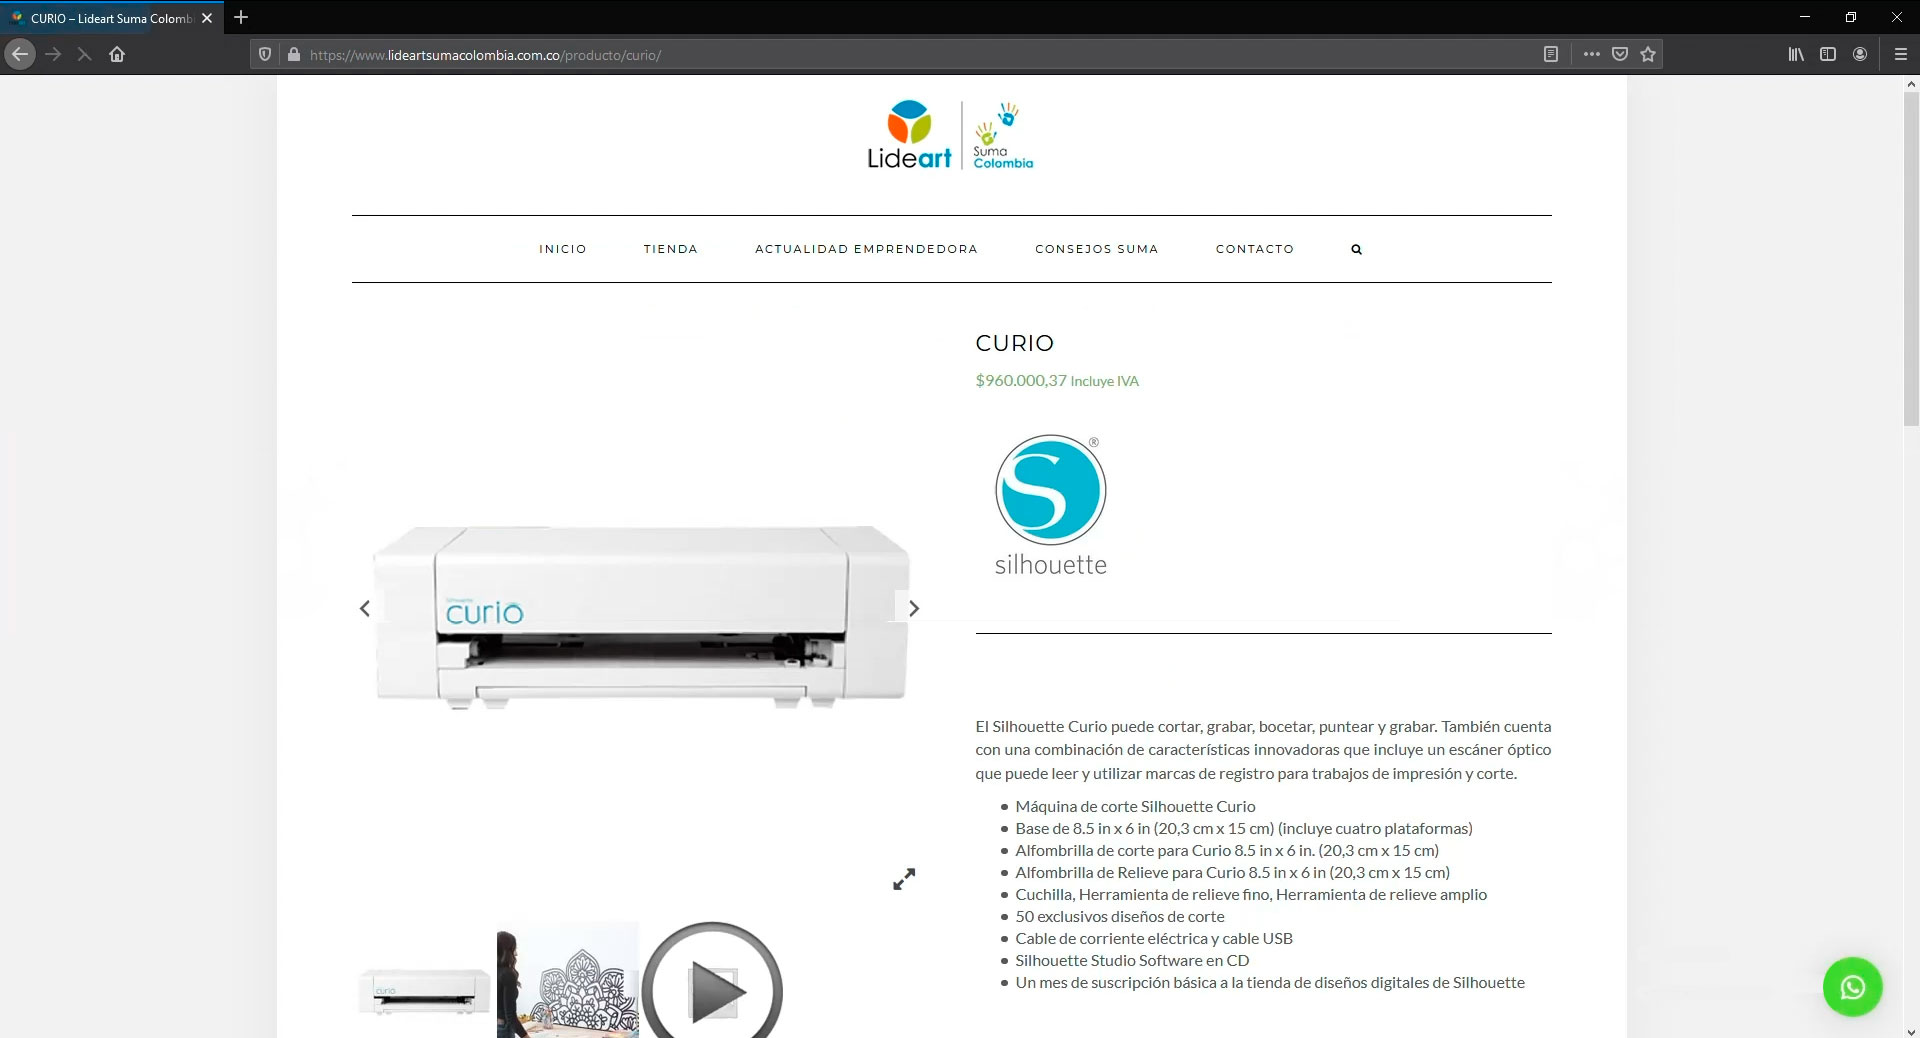 CURIO – Lideart Suma Colombi
https://www.lideartsumacolombia.com.co/producto/curio/
Lideart
Suma
Colombia
INICIO
TIENDA
ACTUALIDAD EMPRENDEDORA
CONSEJOS SUMA
CONTACTO
CURIO
$960.000,37 Incluye IVA
S
®
silhouette
silhouette
curio
El Silhouette Curio puede cortar, grabar, bocetar, puntear y grabar. También cuenta
con una combinación de características innovadoras que incluye un escáner óptico
que puede leer y utilizar marcas de registro para trabajos de impresión y corte.
Máquina de corte Silhouette Curio
Base de 8.5 in x 6 in (20,3 cm x 15 cm) (incluye cuatro plataformas)
Alfombrilla de corte para Curio 8.5 in x 6 in. (20,3 cm x 15 cm)
Alfombrilla de Relieve para Curio 8.5 in x 6 in (20,3 cm x 15 cm)
Cuchilla, Herramienta de relieve fino, Herramienta de relieve amplio
50 exclusivos diseños de corte
Cable de corriente eléctrica y cable USB
Silhouette Studio Software en CD
Un mes de suscripción básica a la tienda de diseños digitales de Silhouette
curio